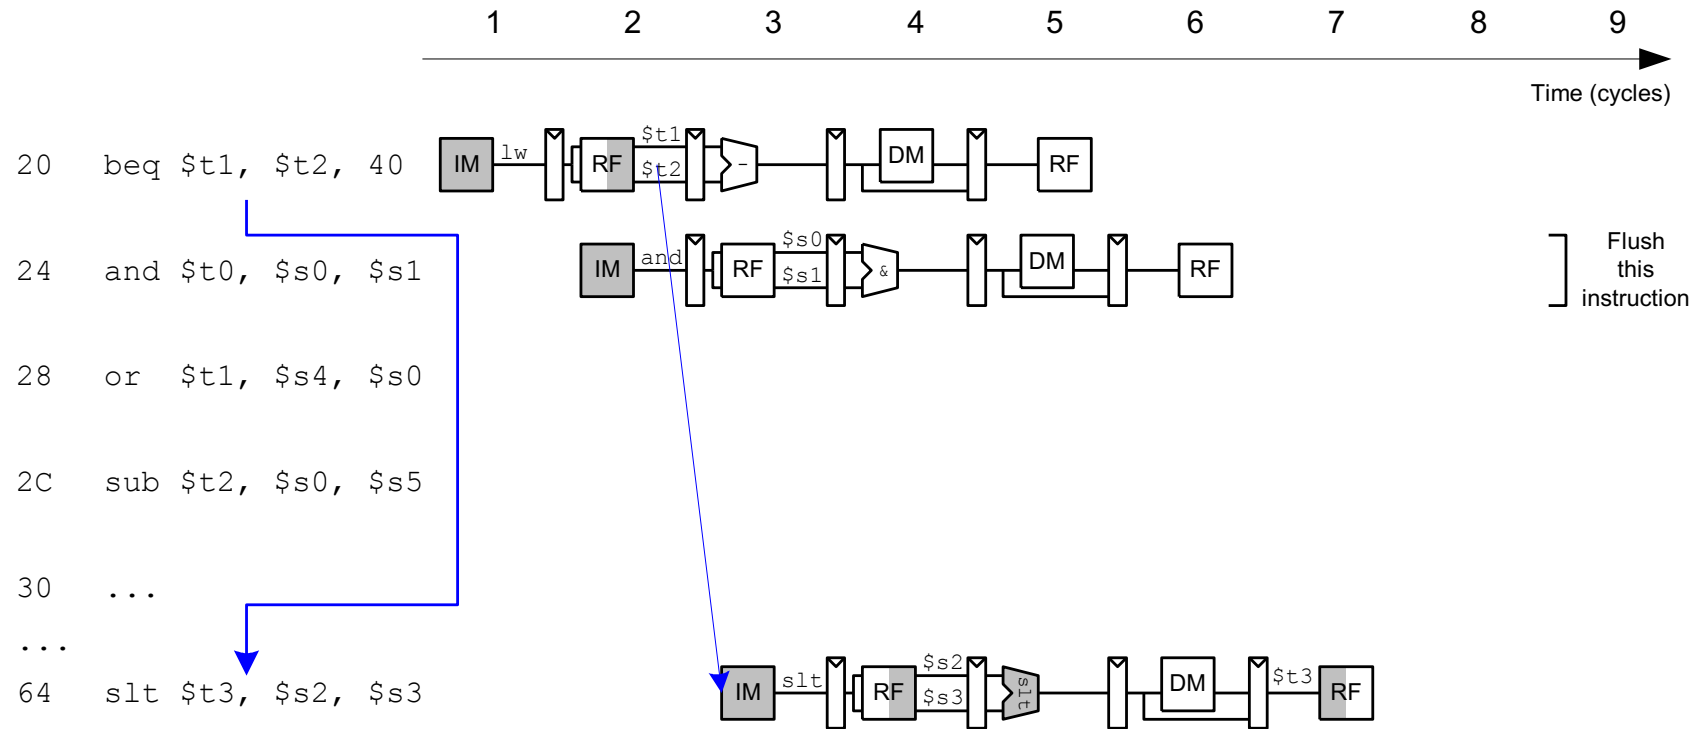 1 2 3 4 5 6 7 8 9
Time (cycles)
20 beq $t1, $t2, 40 IM lw RF $t1 $t2 - DM RF
24 and $t0, $s0, $s1 IM and RF $s0 $s1 & DM RF
Flush
this
instruction
28 or $t1, $s4, $s0
2C sub $t2, $s0, $s5
30 ...
...
64 slt $t3, $s2, $s3 IM slt RF $s2 $s3 slt DM $t3 RF